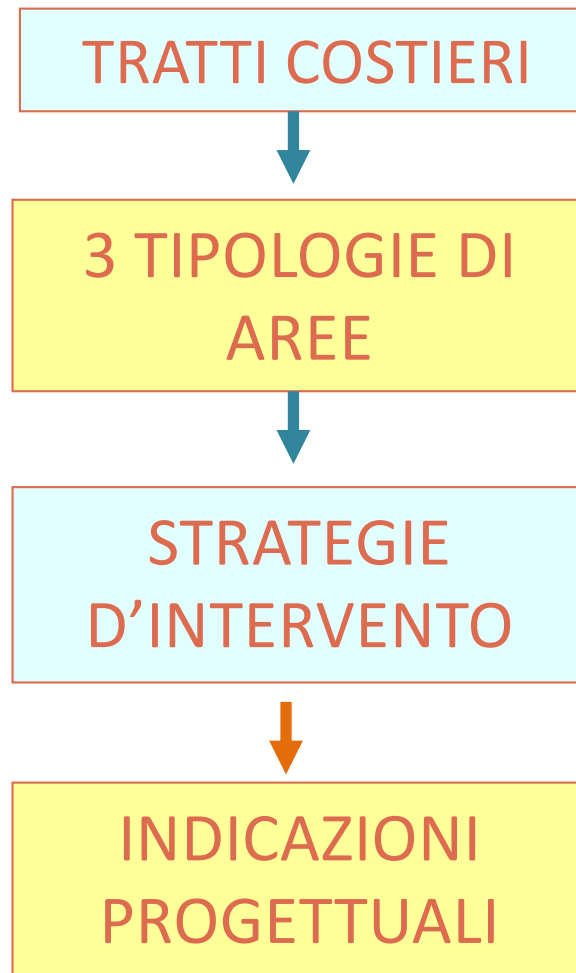 TRATTI COSTIERI
3 TIPOLOGIE DI
AREE
STRATEGIE
D’INTERVENTO
INDICAZIONI
PROGETTUALI